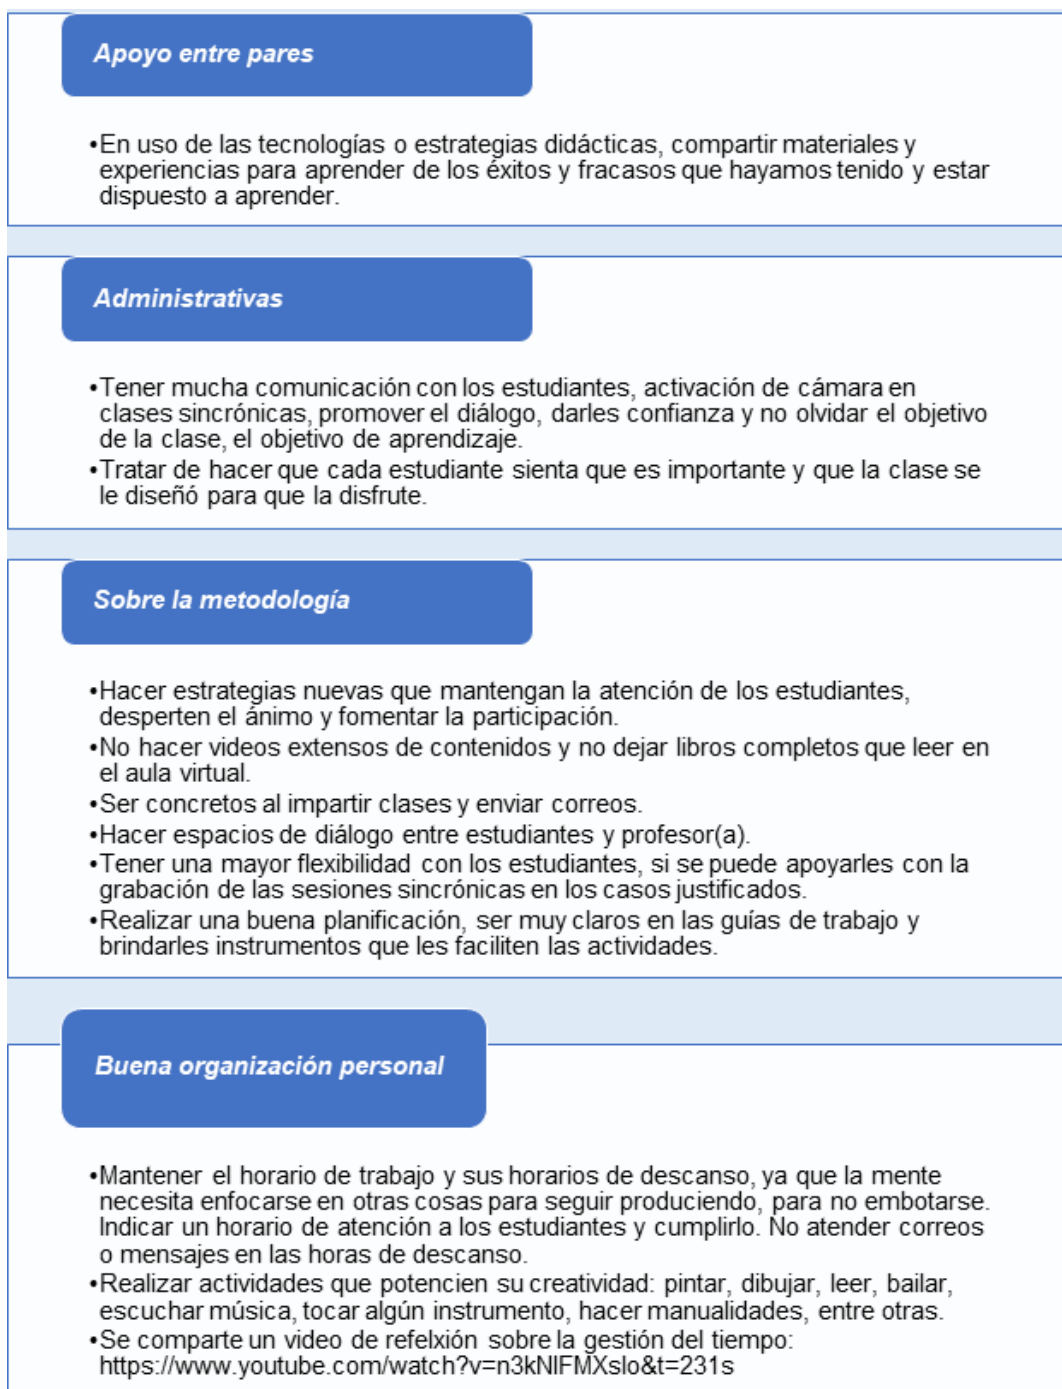 Apoyo entre pares
•En uso de las tecnologías o estrategias didácticas, compartir materiales y
experiencias para aprender de los éxitos y fracasos que hayamos tenido y estar
dispuesto a aprender.
Administrativas
•Tener mucha comunicación con los estudiantes, activación de cámara en
clases sincrónicas, promover el diálogo, darles confianza y no olvidar el objetivo
de la clase, el objetivo de aprendizaje.
•Tratar de hacer que cada estudiante sienta que es importante y que la clase se
le diseñó para que la disfrute.
Sobre la metodología
•Hacer estrategias nuevas que mantengan la atención de los estudiantes,
desperten el ánimo y fomentar la participación.
•No hacer videos extensos de contenidos y no dejar libros completos que leer en
el aula virtual.
•Ser concretos al impartir clases y enviar correos.
•Hacer espacios de diálogo entre estudiantes y profesor(a).
•Tener una mayor flexibilidad con los estudiantes, si se puede apoyarles con la
grabación de las sesiones sincrónicas en los casos justificados.
•Realizar una buena planificación, ser muy claros en las guías de trabajo y
brindarles instrumentos que les faciliten las actividades.
Buena organización personal
•Mantener el horario de trabajo y sus horarios de descanso, ya que la mente
necesita enfocarse en otras cosas para seguir produciendo, para no embotarse.
Indicar un horario de atención a los estudiantes y cumplirlo. No atender correos
o mensajes en las horas de descanso.
•Realizar actividades que potencien su creatividad: pintar, dibujar, leer, bailar,
escuchar música, tocar algún instrumento, hacer manualidades, entre otras.
•Se comparte un video de refelxión sobre la gestión del tiempo:
https://www.youtube.com/watch?v=n3kNlFMXslo&t=231s